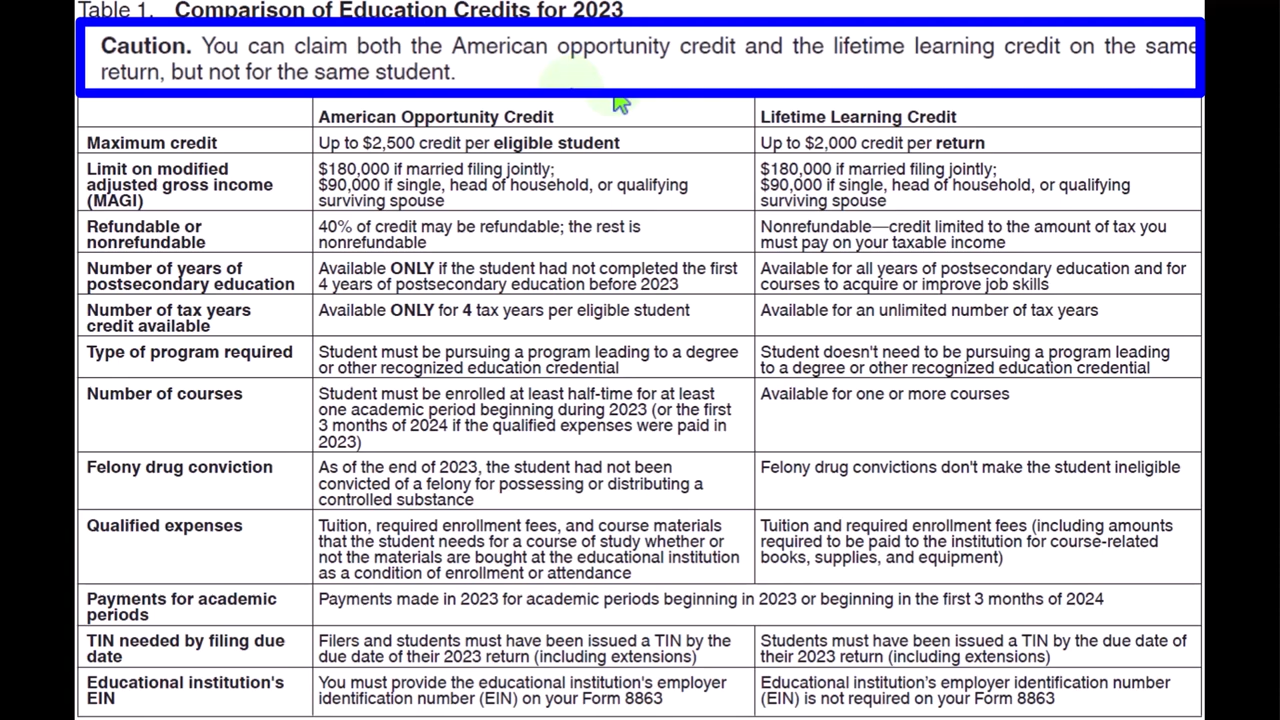 Table 1. Comparison of Education Credits for 2023
Caution. You can claim both the American opportunity credit and the lifetime learning credit on the same
return, but not for the same student.
American Opportunity Credit
Lifetime Learning Credit
Maximum credit
Up to $2,500 credit per eligible student
Up to $2,000 credit per return
Limit on modified
adjusted gross income
(MAGI)
$180,000 if married filing jointly;
$90,000 if single, head of household, or qualifying
surviving spouse
$180,000 if married filing jointly;
$90,000 if single, head of household, or qualifying
surviving spouse
Refundable or
nonrefundable
40% of credit may be refundable; the rest is
nonrefundable
Nonrefundable—credit limited to the amount of tax you
must pay on your taxable income
Number of years of
postsecondary education
Available ONLY if the student had not completed the first
4 years of postsecondary education before 2023
Available for all years of postsecondary education and for
courses to acquire or improve job skills
Number of tax years
credit available
Available ONLY for 4 tax years per eligible student
Available for an unlimited number of tax years
Type of program required
Student must be pursuing a program leading to a degree
or other recognized education credential
Student doesn't need to be pursuing a program leading
to a degree or other recognized education credential
Number of courses
Student must be enrolled at least half-time for at least
one academic period beginning during 2023 (or the first
3 months of 2024 if the qualified expenses were paid in
2023)
Available for one or more courses
Felony drug conviction
As of the end of 2023, the student had not been
convicted of a felony for possessing or distributing a
controlled substance
Felony drug convictions don't make the student ineligible
Qualified expenses
Tuition, required enrollment fees, and course materials
that the student needs for a course of study whether or
not the materials are bought at the educational institution
as a condition of enrollment or attendance
Tuition and required enrollment fees (including amounts
required to be paid to the institution for course-related
books, supplies, and equipment)
Payments for academic
periods
Payments made in 2023 for academic periods beginning in 2023 or beginning in the first 3 months of 2024
TIN needed by filing due
date
Filers and students must have been issued a TIN by the
due date of their 2023 return (including extensions)
Students must have been issued a TIN by the due date of
their 2023 return (including extensions)
Educational institution's
EIN
You must provide the educational institution's employer
identification number (EIN) on your Form 8863
Educational institution’s employer identification number
(EIN) is not required on your Form 8863